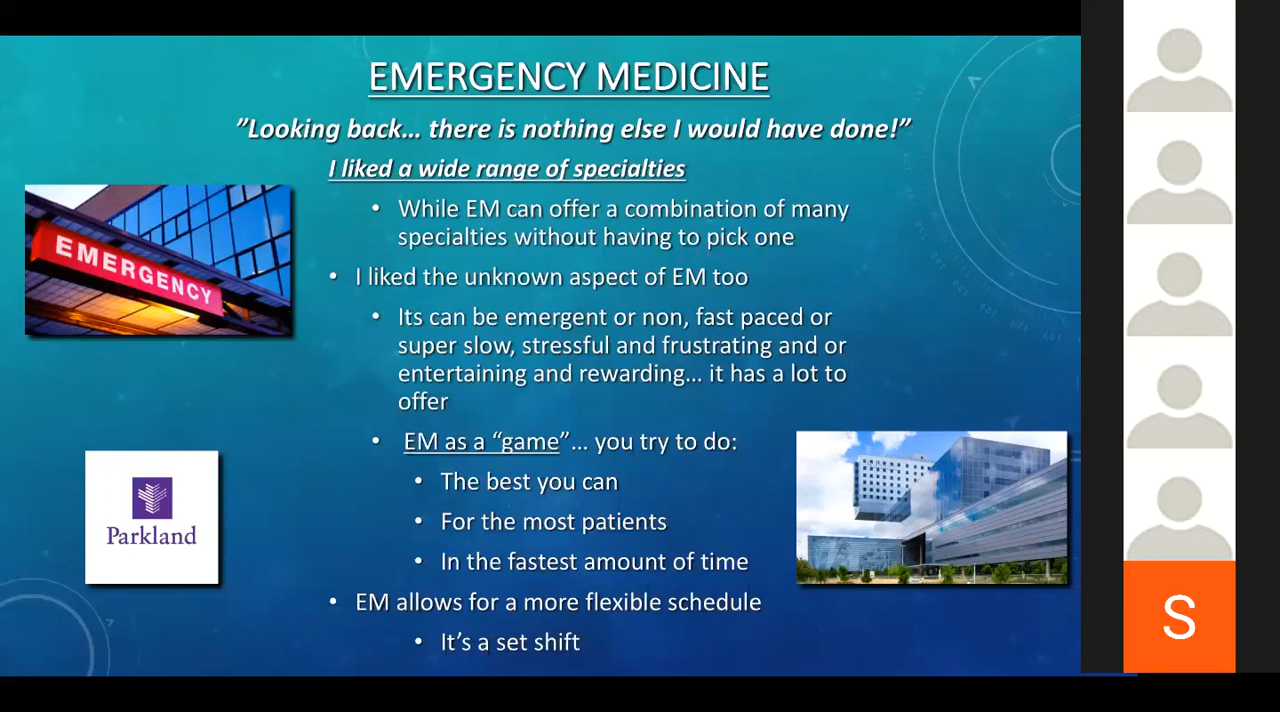 EMERGENCY MEDICINE
”Looking back… there is nothing else I would have done!”
I liked a wide range of specialties
• While EM can offer a combination of many
specialties without having to pick one
• I liked the unknown aspect of EM too
• Its can be emergent or non, fast paced or
super slow, stressful and frustrating and or
entertaining and rewarding… it has a lot to
offer
• EM as a “game”… you try to do:
• The best you can
• For the most patients
• In the fastest amount of time
• EM allows for a more flexible schedule
• It’s a set shift
EMERGENCY
Parkland
S